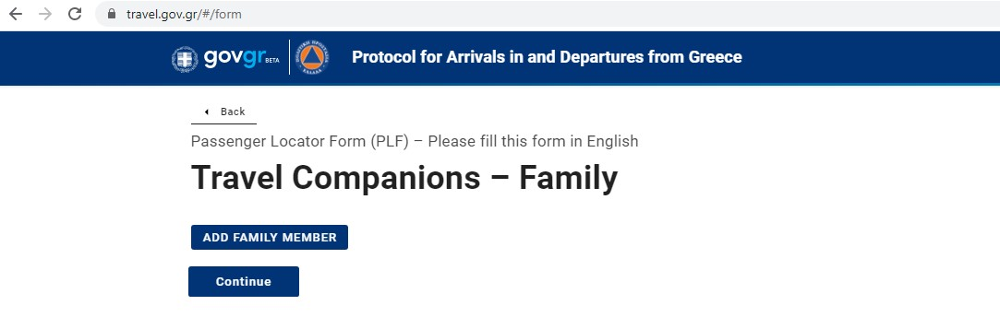 travel.gov.gr/#/form
govgr BETA
Protocol for Arrivals in and Departures from Greece
Back
Passenger Locator Form (PLF) – Please fill this form in English
Travel Companions – Family
ADD FAMILY MEMBER
Continue